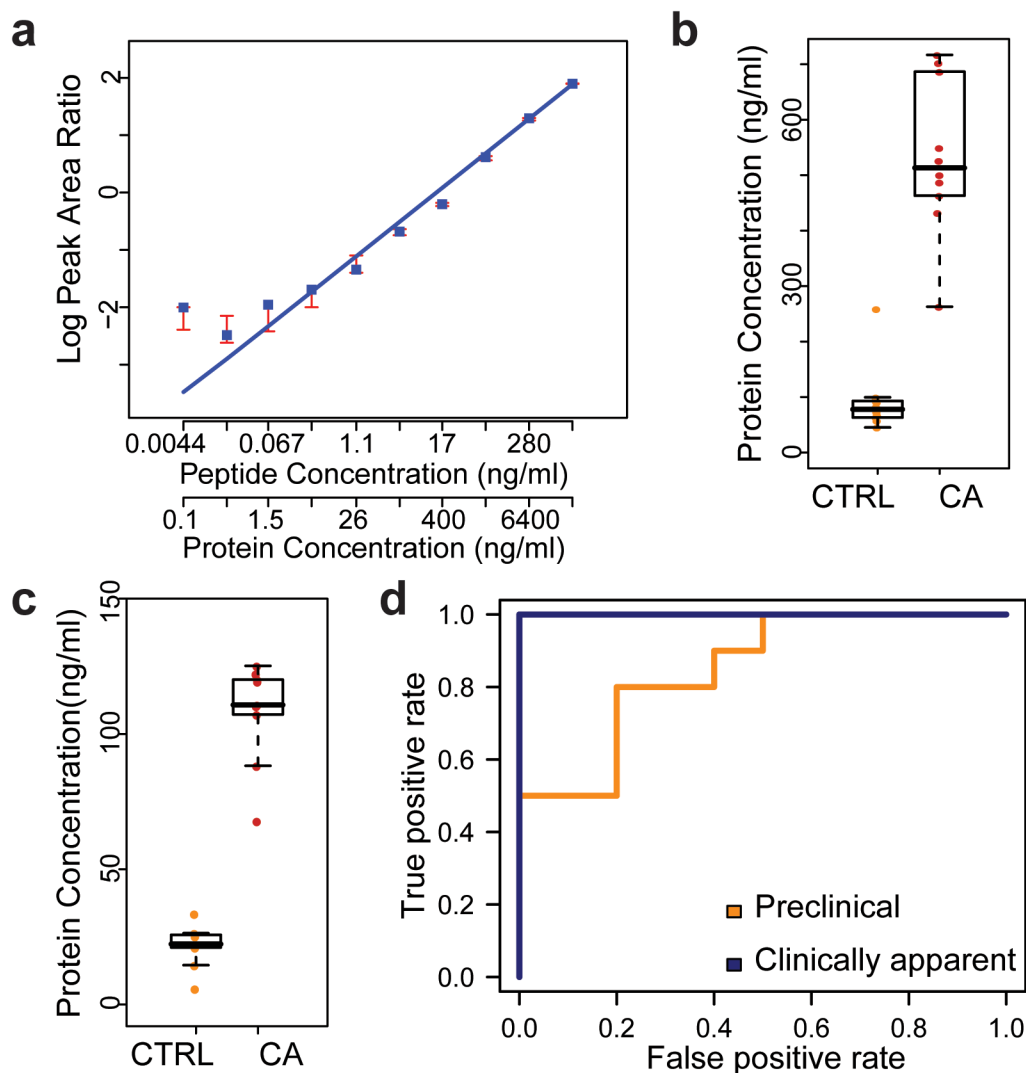 a
Log Peak Area Ratio
2
0
−2
0.0044 0.067 1.1 17 280
Peptide Concentration (ng/ml)
0.1 1.5 26 400 6400
Protein Concentration (ng/ml)
b
Protein Concentration (ng/ml)
600
300
0
CTRL CA
c
Protein Concentration(ng/ml)
150
100
50
0
CTRL CA
d
True positive rate
1.0
0.8
0.6
0.4
0.2
0.0
Preclinical
Clinically apparent
0.0 0.2 0.4 0.6 0.8 1.0
False positive rate